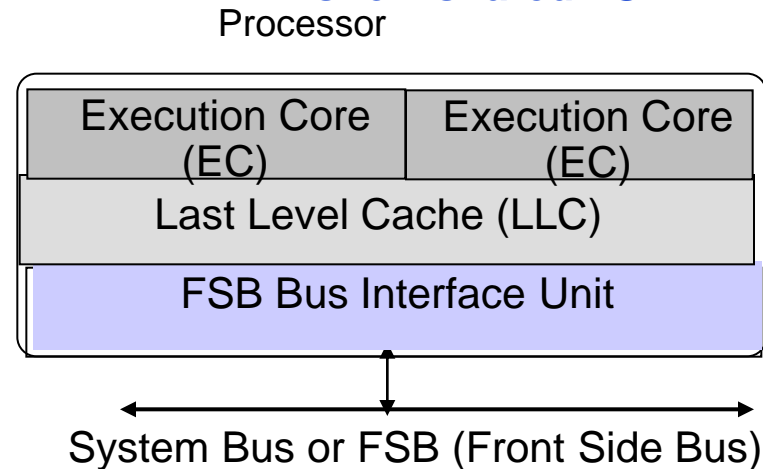 Processor
Execution Core
(EC)
Execution Core
(EC)
Last Level Cache (LLC)
FSB Bus Interface Unit
System Bus or FSB (Front Side Bus)